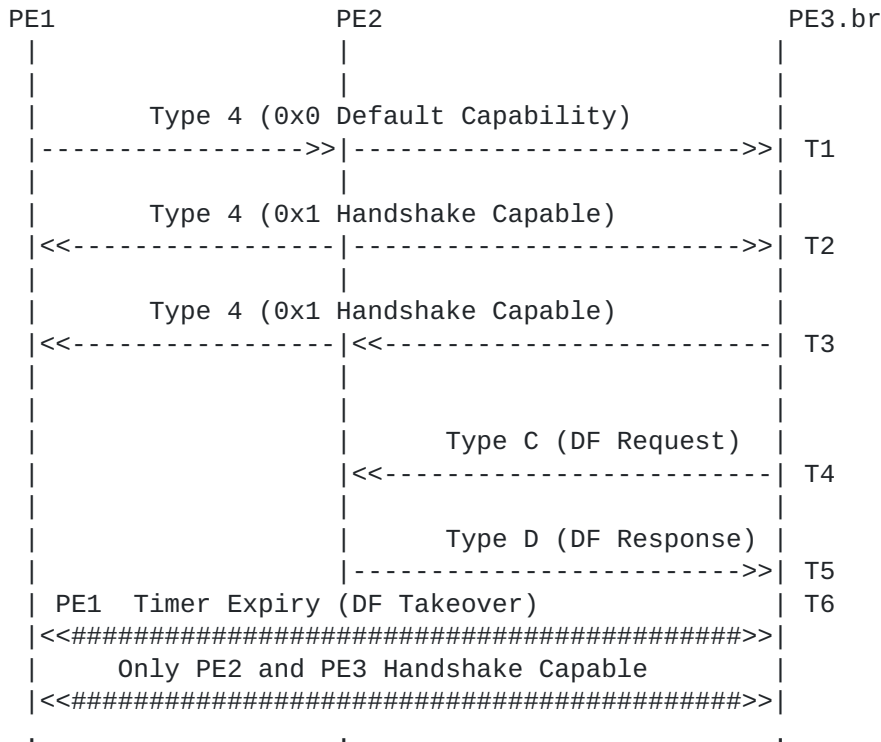 PE1 PE2 PE3.br
Type 4 (0x0 Default Capability)
|----------------->>|------------------------->>| T1
Type 4 (0x1 Handshake Capable)
|<<-----------------|------------------------->>| T2
Type 4 (0x1 Handshake Capable)
|<<-----------------|<<-------------------------| T3
Type C (DF Request)
|<<-------------------------| T4
Type D (DF Response)
|------------------------->>| T5
PE1 Timer Expiry (DF Takeover) | T6
|<<###########################################>>|
Only PE2 and PE3 Handshake Capable
|<<###########################################>>|